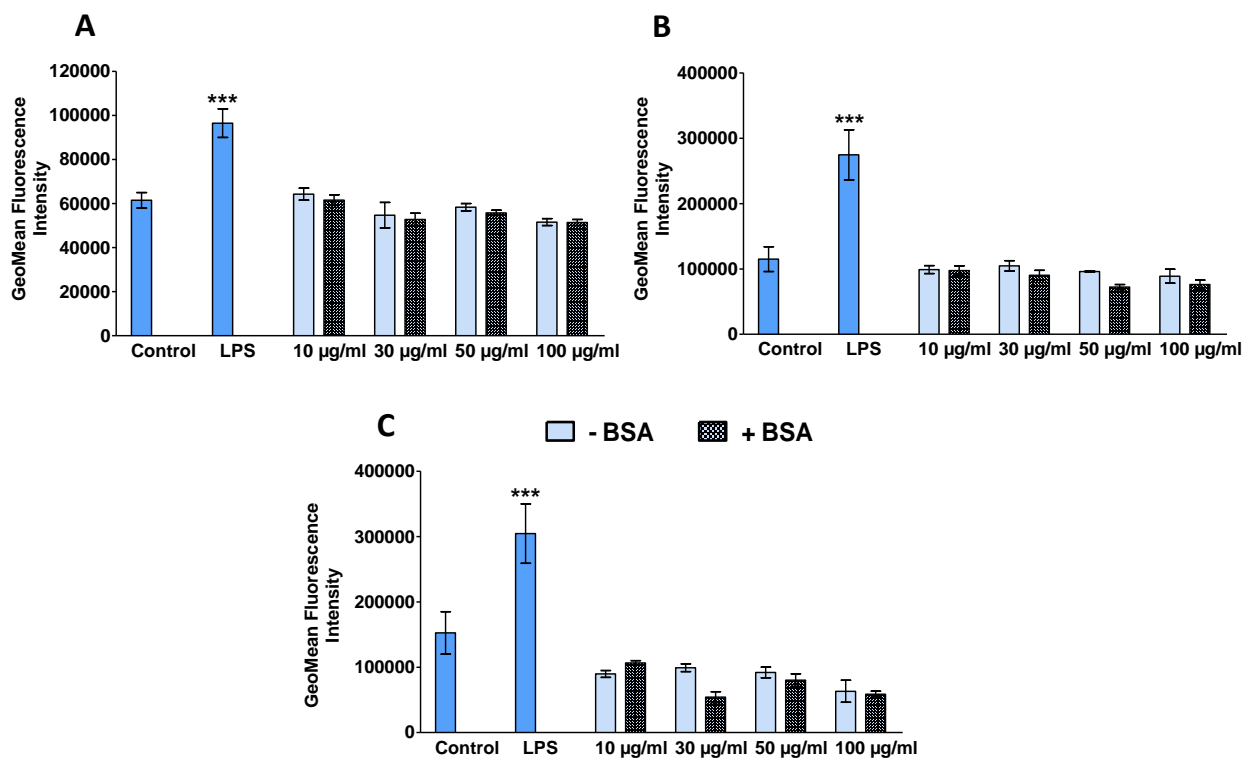 A
GeoMean Fluorescence
Intensity
120000
100000
80000
60000
40000
20000
0
***
Control LPS 10 µg/ml 30 µg/ml 50 µg/ml 100 µg/ml
B
GeoMean Fluorescence
Intensity
400000
300000
200000
100000
0
***
Control LPS 10 µg/ml 30 µg/ml 50 µg/ml 100 µg/ml
C
- BSA + BSA
GeoMean Fluorescence
Intensity
400000
300000
200000
100000
0
***
Control LPS 10 µg/ml 30 µg/ml 50 µg/ml 100 µg/ml